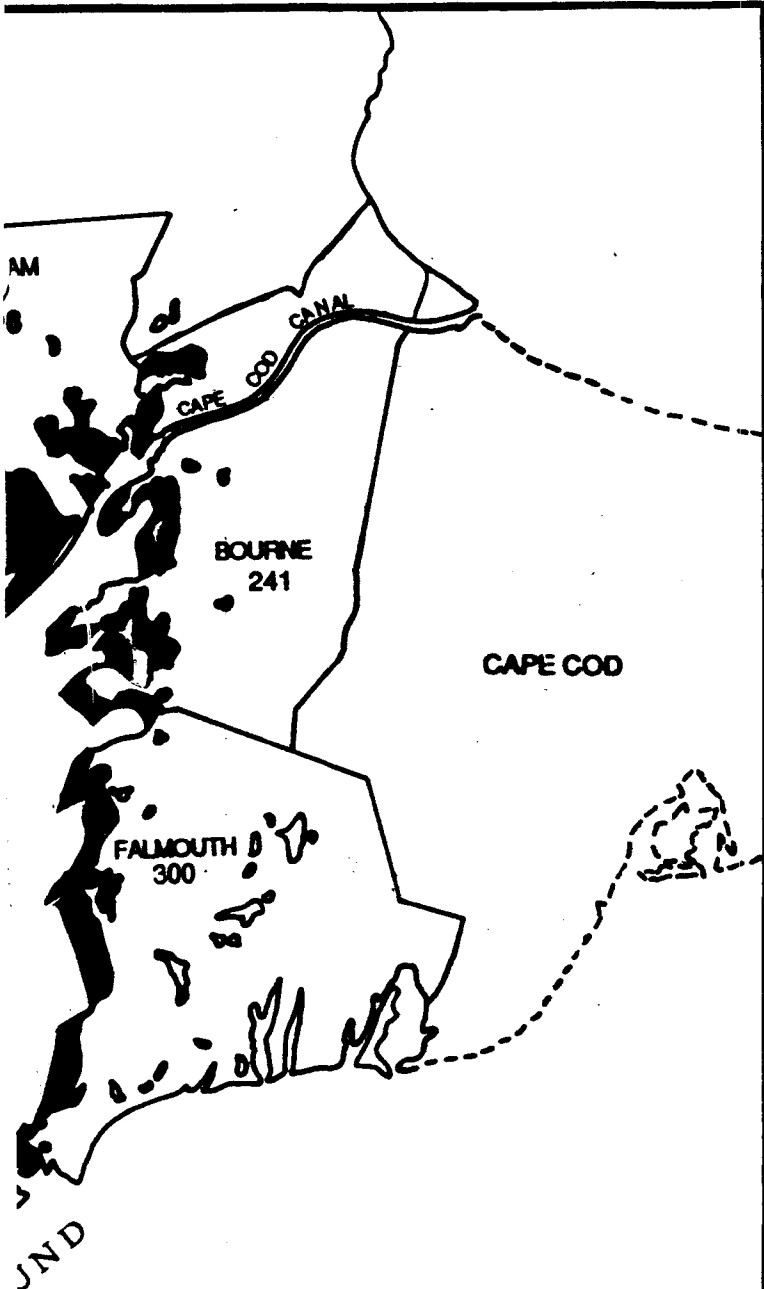 AM
CAPE COD CANAL
BOURNE
241
CAPE COD
FALMOUTH
300
UND